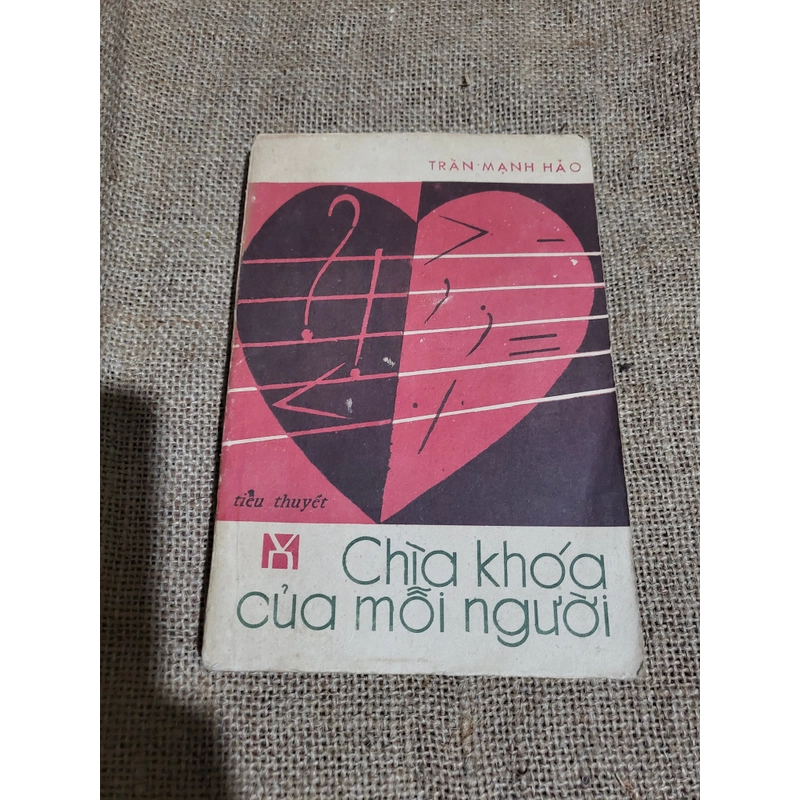 TRẦN MẠNH HẢO
tiểu thuyết
Chìa khóa
của mỗi người